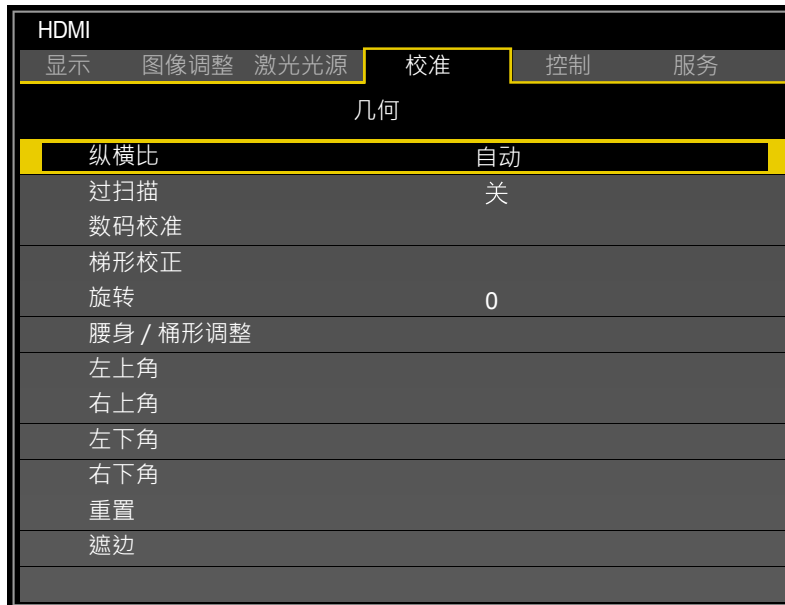 HDMI
显示 图像调整 激光光源 校准 控制 服务
几何
纵横比 自动
过扫描 关
数码校准
梯形校正
旋转 0
腰身 / 桶形调整
左上角
右上角
左下角
右下角
重置
遮边